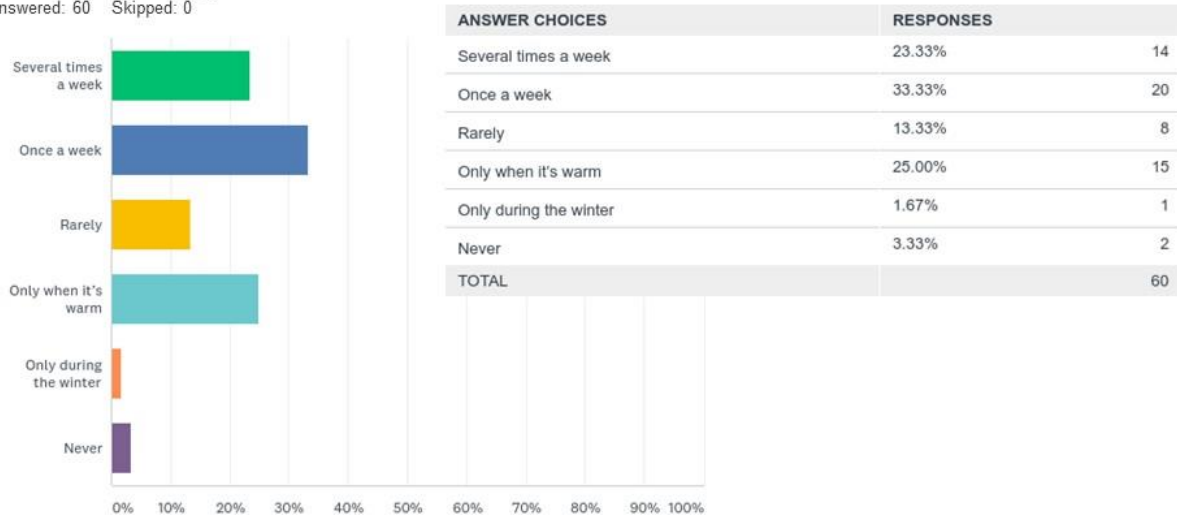 nswered: 60 Skipped: 0
Several times
a week
Once a week
Rarely
Only when it's
warm
Only during
the winter
Never
0% 10% 20% 30% 40% 50% 60% 70% 80% 90% 100%
ANSWER CHOICES RESPONSES
Several times a week 23.33% 14
Once a week 33.33% 20
Rarely 13.33% 8
Only when it's warm 25.00% 15
Only during the winter 1.67% 1
Never 3.33% 2
TOTAL 60